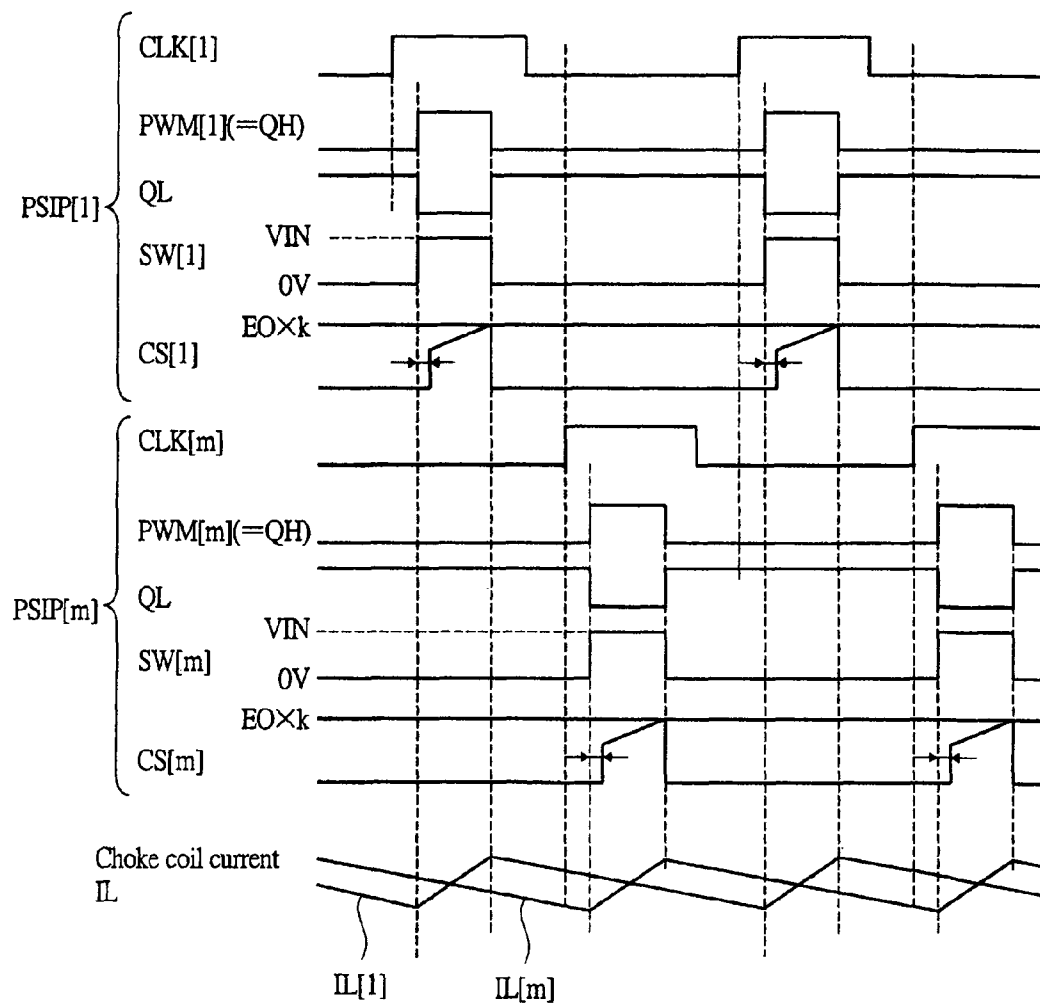 CLK[1]
PWM[1](=QH)
QL
PSIP[1]
VIN
SW[1]
0V
EO×k
CS[1]
CLK[m]
PWM[m](=QH)
QL
PSIP[m]
VIN
SW[m]
0V
EO×k
CS[m]
Choke coil current
IL
IL[1]
IL[m]